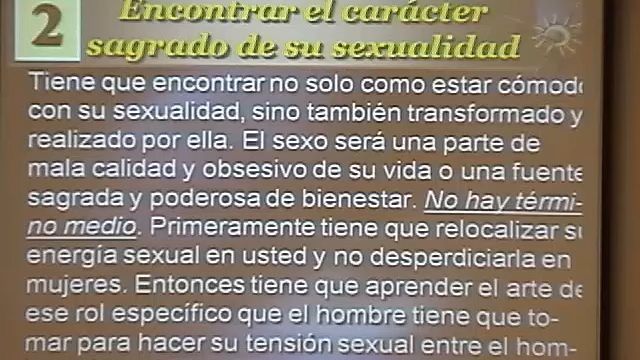 2
Encontrar el carácter
sagrado de su sexualidad
Tiene que encontrar no solo como estar cómod
con su sexualidad, sino también transformado y
realizado por ella. El sexo será una parte de
mala calidad y obsesivo de su vida o una fuente
sagrada y poderosa de bienestar. No hay térmi-
no medio. Primeramente tiene que relocalizar s
energía sexual en usted y no desperdiciarla en
mujeres. Entonces tiene que aprender el arte de
ese rol específico que el hombre tiene que to-
mar para hacer su tensión sexual entre el hom-